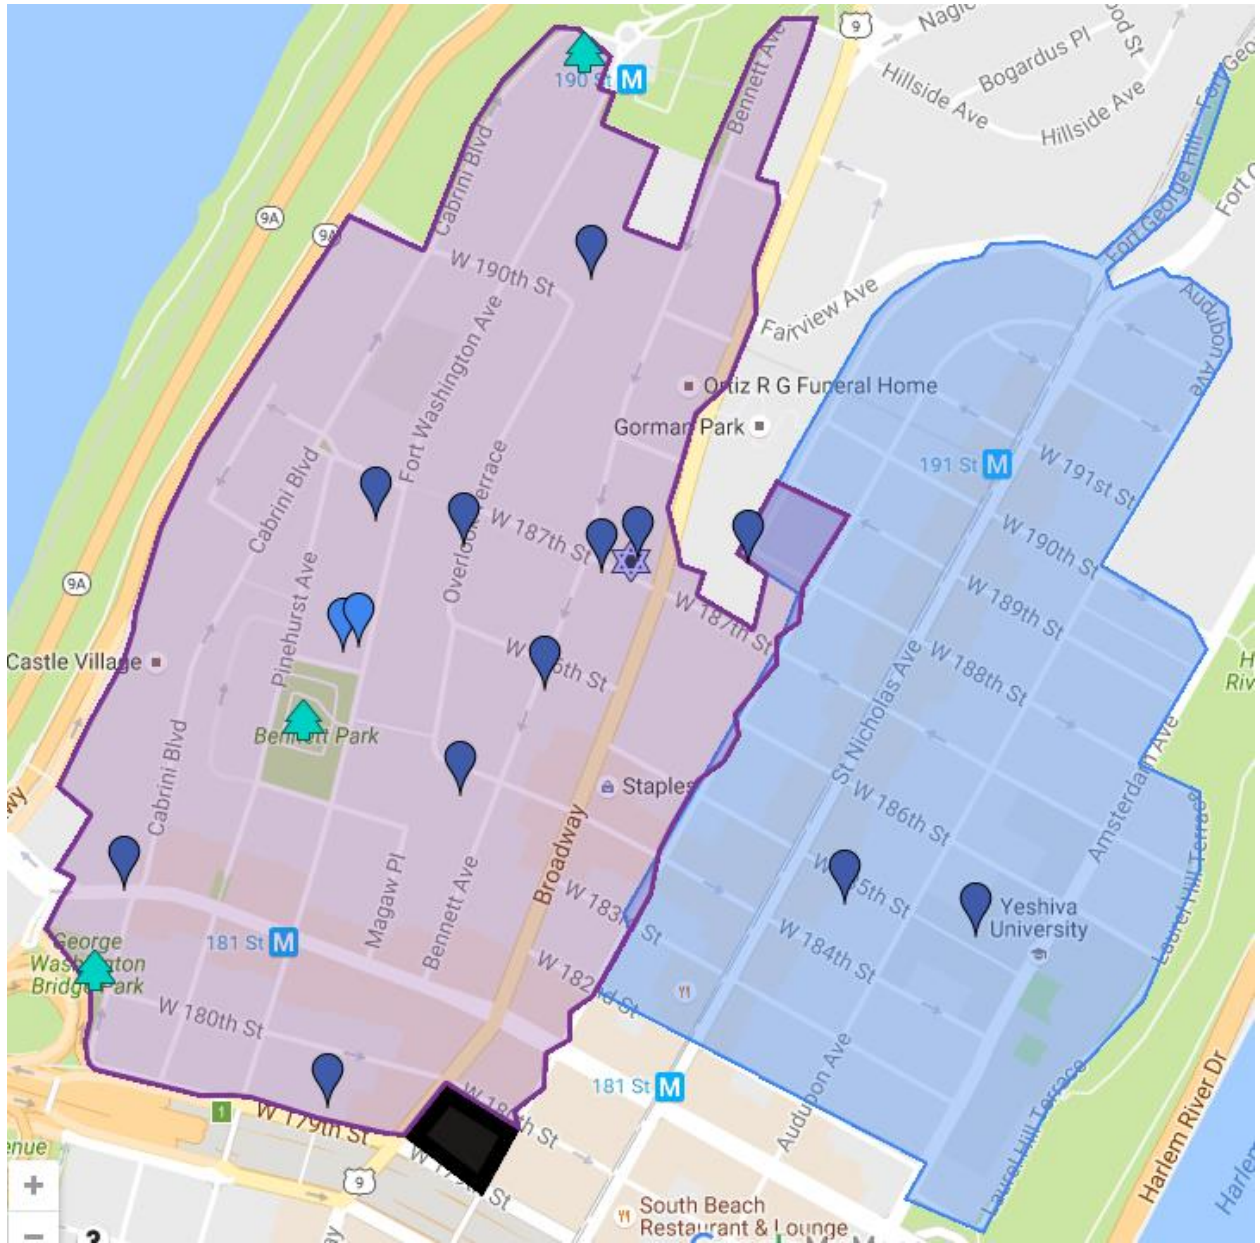 9
Nagle
Bogardus Pl
Hillside Ave
Hillside Ave
190 St M
Bennett Ave
Cabrini Blvd
9A
9A
W 190th St
Fort George Hill
Fort Geo
Fairview Ave
Audubon Ave
Fort Washington Ave
Ortiz R G Funeral Home
Gorman Park
191 St M
W 191st St
Cabrini Blvd
Overlook Terrace
W 187th St
W 190th St
9A
Pinehurst Ave
W 189th St
W 187th St
W 188th St
Castle Village
St Nicholas Ave
Bennett Park
Cabrini Blvd
Staples
W 186th St
Amsterdam Ave
Laurel Hill Terrace
Broadway
Magaw Pl
Bennett Ave
W 185th St
Yeshiva
University
181 St M
George
Washington
Bridge Park
W 184th St
W 182nd St
W 180th St
181 St M
Audubon Ave
Laurel Hill Terrace
Harlem River Dr
Harlem
1
W 179th St
9
South Beach
Restaurant & Lounge
+
−